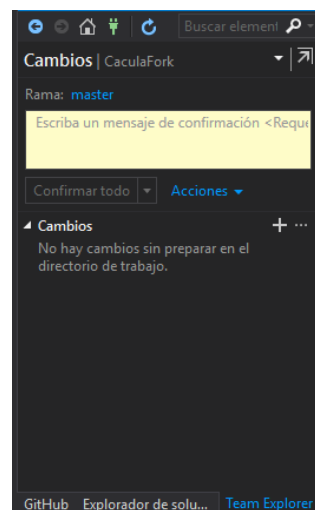 Buscar element
Cambios | CaculaFork
Rama: master
Escriba un mensaje de confirmación <Reque
Confirmar todo
Acciones
Cambios
No hay cambios sin preparar en el
directorio de trabajo.
GitHub Explorador de solu... Team Explorer